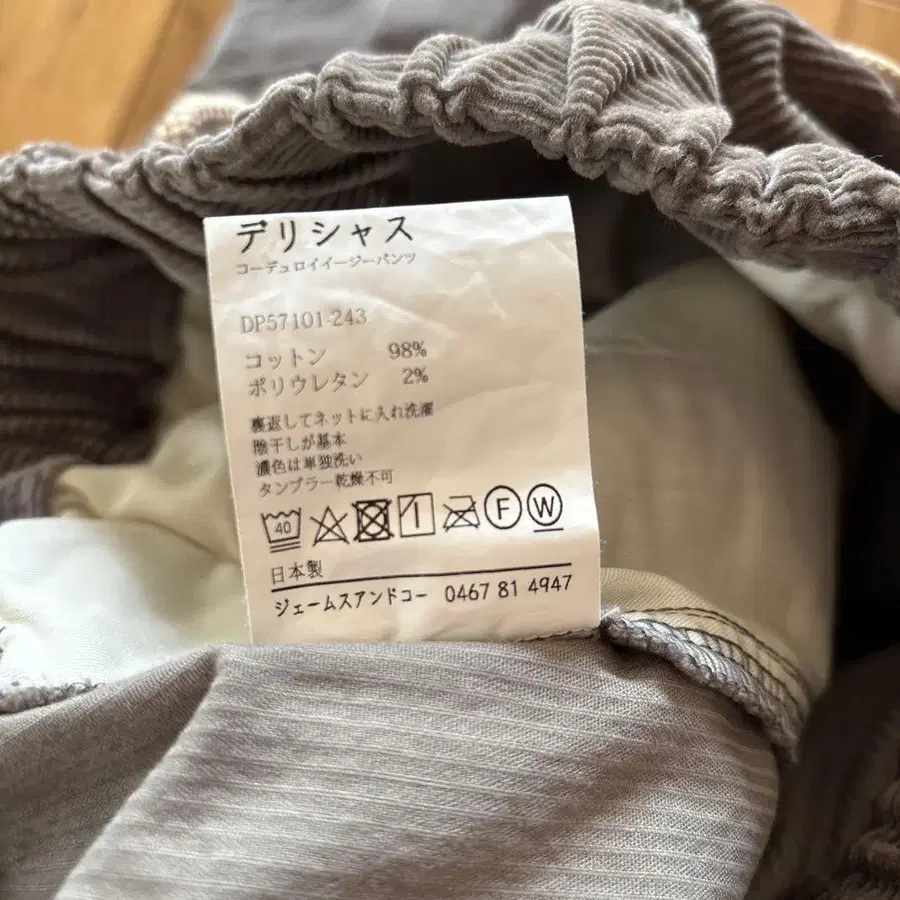 デリシャス
コーデュロイイージーパンツ
DP57101-243
コットン 98%
ポリウレタン 2%
裏返してネットに入れ洗濯
陰干しが基本
濃色は単独洗い
タンブラー乾燥不可
40 F W
日本製
ジェームスアンドコー 0467 81 4947